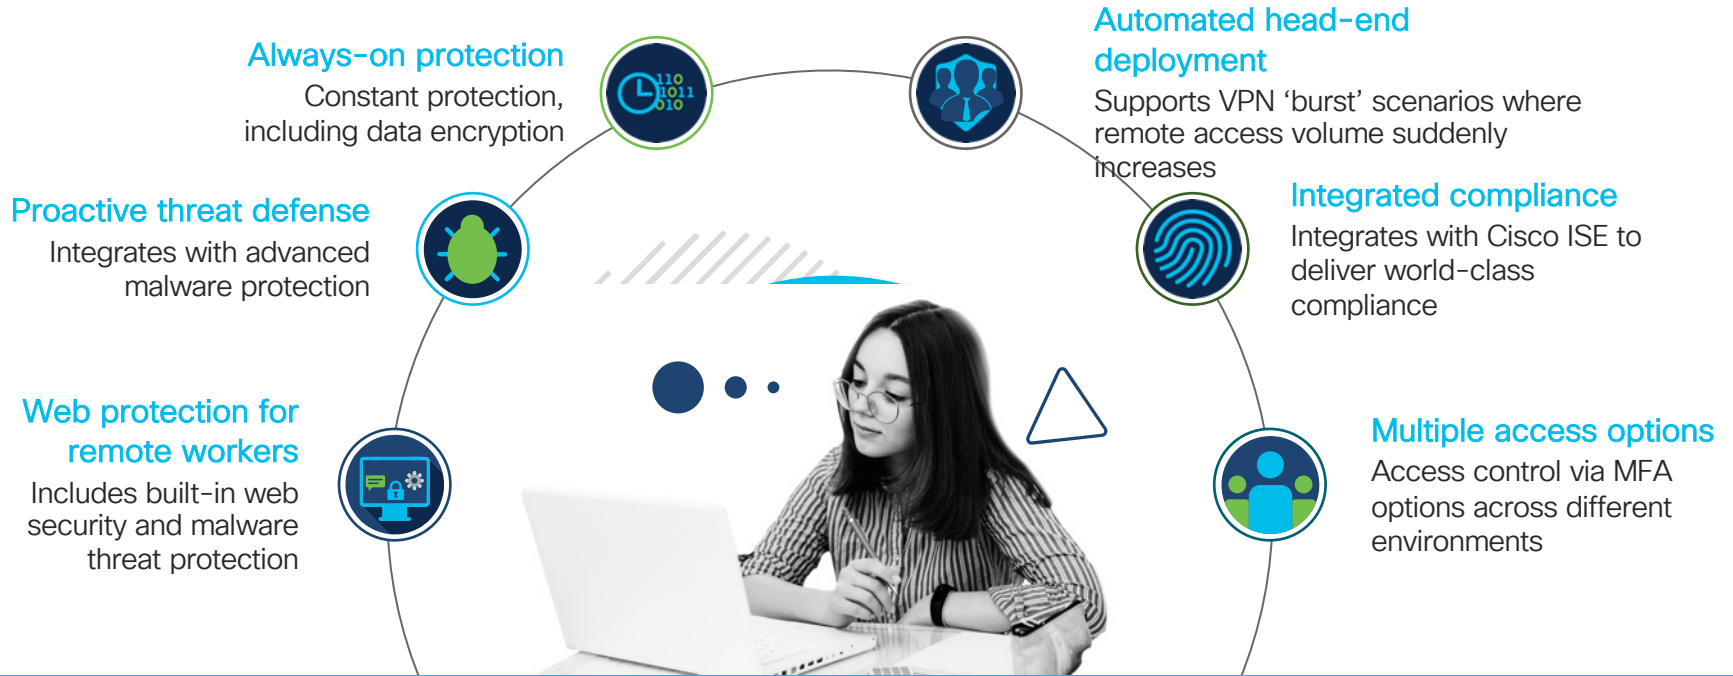 Always-on protection
Constant protection,
including data encryption
Automated head-end
deployment
Supports VPN ‘burst’ scenarios where
remote access volume suddenly
increases
Proactive threat defense
Integrates with advanced
malware protection
Integrated compliance
Integrates with Cisco ISE to
deliver world-class
compliance
Web protection for
remote workers
Includes built-in web
security and malware
threat protection
Multiple access options
Access control via MFA
options across different
environments
110
1011
010